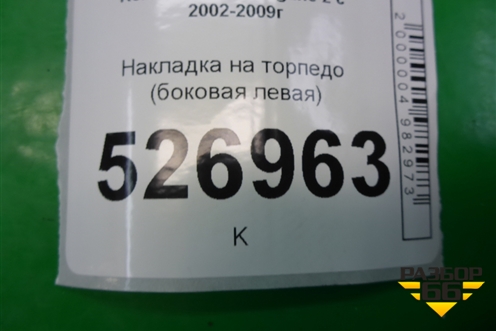 2002-2009г
Накладка на торпедо
(боковая левая)
526963
К
2000004982973
РАЗБОР
66